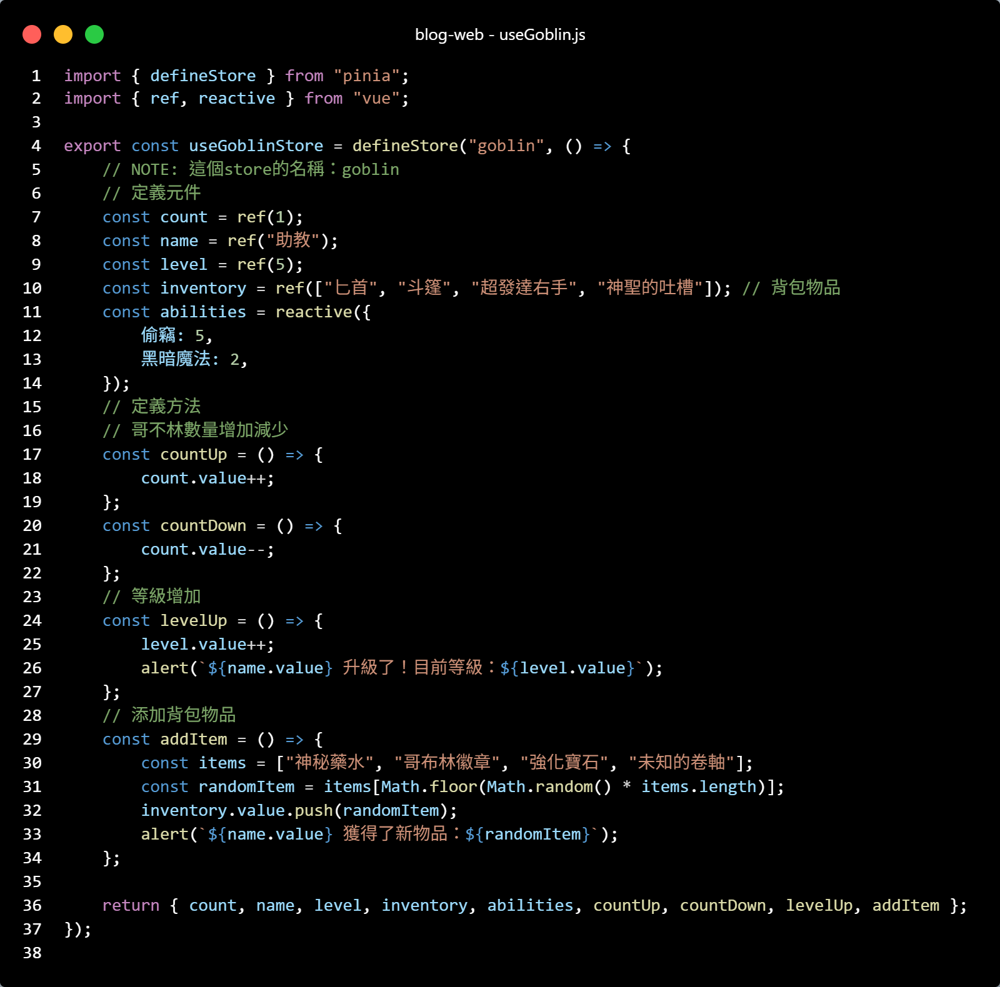 blog-web - useGoblin.js
1 import { defineStore } from "pinia";
2 import { ref, reactive } from "vue";
3
4 export const useGoblinStore = defineStore("goblin", () => {
5     // NOTE: 這個store的名稱：goblin
6     // 定義元件
7     const count = ref(1);
8     const name = ref("助教");
9     const level = ref(5);
10     const inventory = ref(["匕首", "斗篷", "超發達右手", "神聖的吐槽"]); // 背包物品
11     const abilities = reactive({
12         偷竊: 5,
13         黑暗魔法: 2,
14     });
15     // 定義方法
16     // 哥不林數量增加減少
17     const countUp = () => {
18         count.value++;
19     };
20     const countDown = () => {
21         count.value--;
22     };
23     // 等級增加
24     const levelUp = () => {
25         level.value++;
26         alert(`${name.value} 升級了！目前等級：${level.value}`);
27     };
28     // 添加背包物品
29     const addItem = () => {
30         const items = ["神秘藥水", "哥布林徽章", "強化寶石", "未知的卷軸"];
31         const randomItem = items[Math.floor(Math.random() * items.length)];
32         inventory.value.push(randomItem);
33         alert(`${name.value} 獲得了新物品：${randomItem}`);
34     };
35
36     return { count, name, level, inventory, abilities, countUp, countDown, levelUp, addItem };
37 });
38